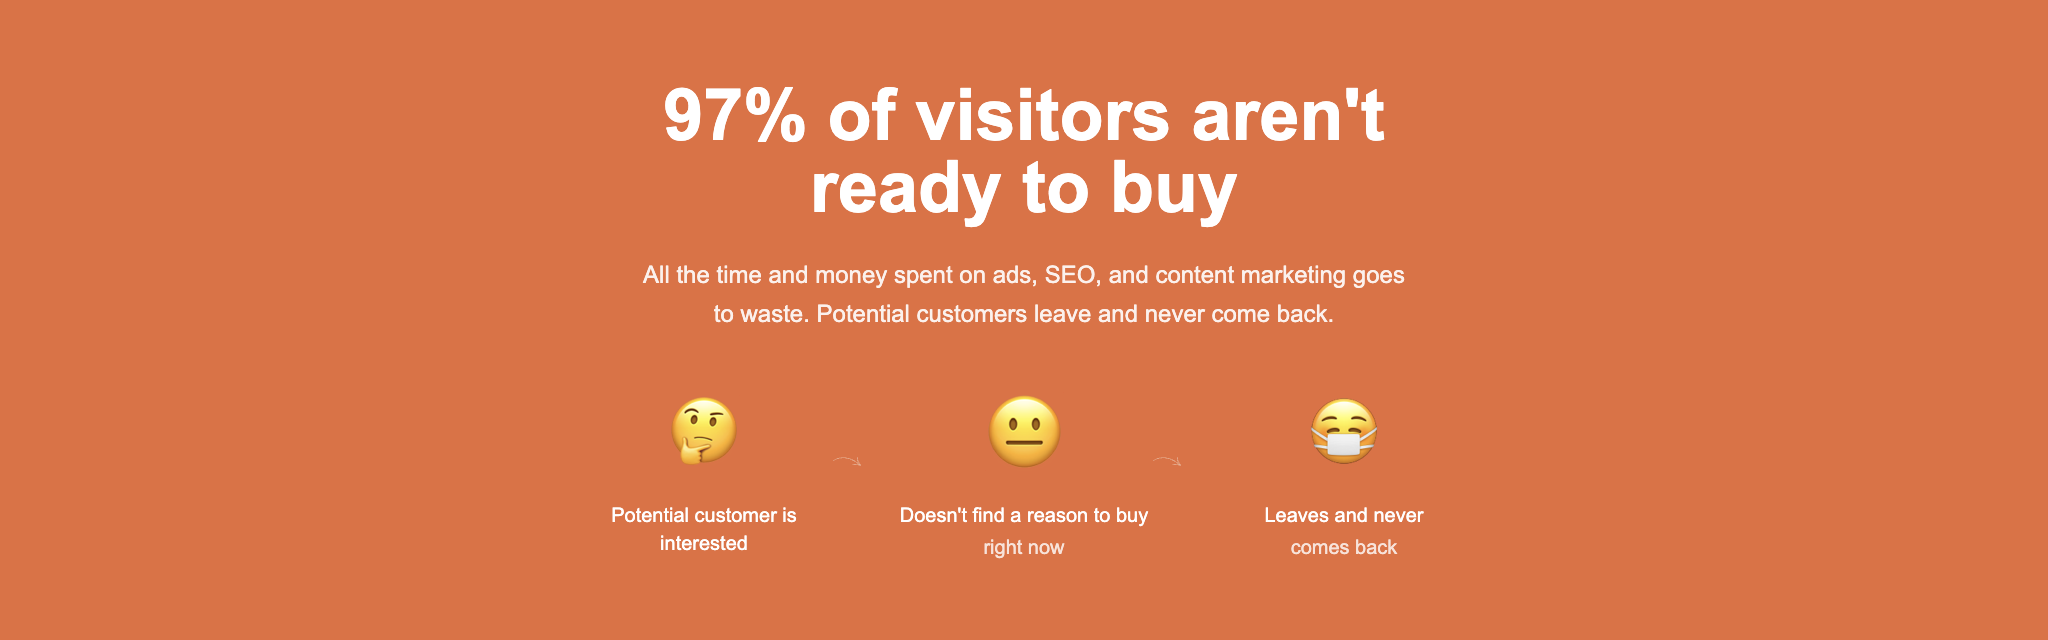 97% of visitors aren't
ready to buy
All the time and money spent on ads, SEO, and content marketing goes
to waste. Potential customers leave and never come back.
Potential customer is
interested
Doesn't find a reason to buy
right now
Leaves and never
comes back